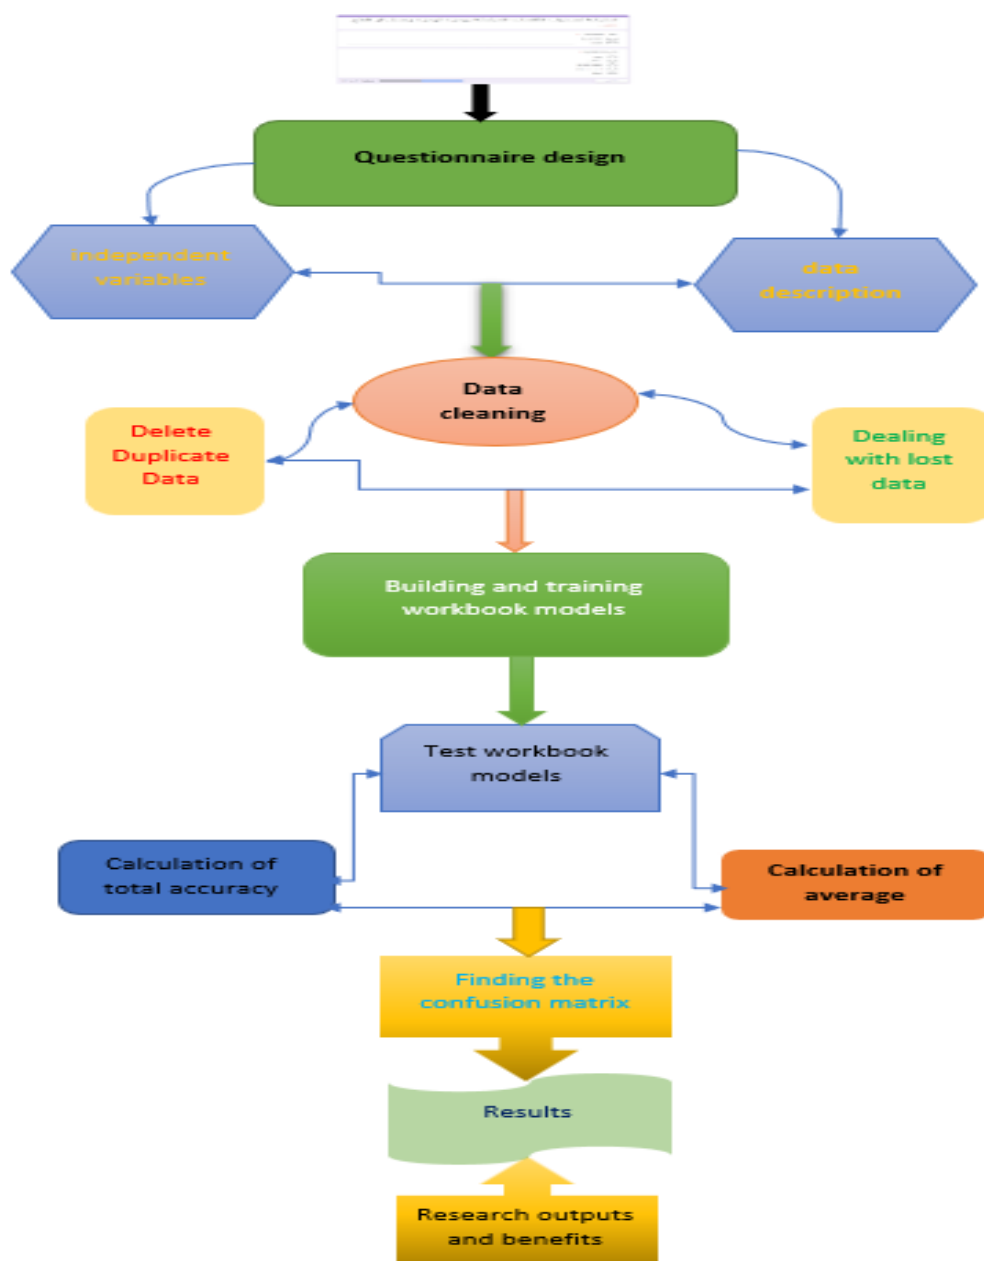 Questionnaire design
independent
variables
data
description
Data
cleaning
Delete
Duplicate
Data
Dealing
with lost
data
Building and training
workbook models
Test workbook
models
Calculation of
total accuracy
Calculation of
average
Finding the
confusion matrix
Results
Research outputs
and benefits